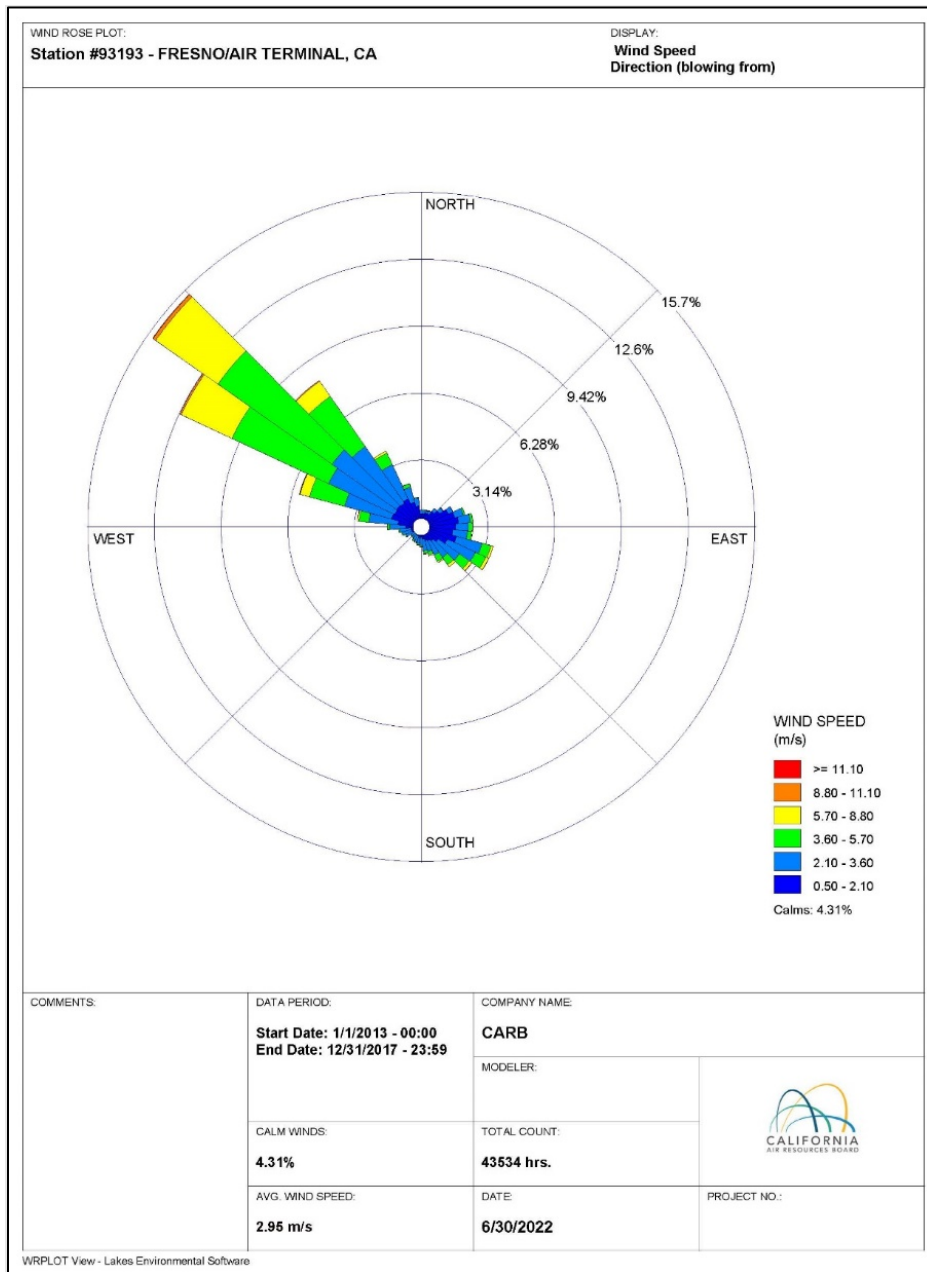 WIND ROSE PLOT:
Station #93193 - FRESNO/AIR TERMINAL, CA
DISPLAY:
Wind Speed
Direction (blowing from)
NORTH
15.7%
12.6%
9.42%
6.28%
3.14%
WEST
EAST
SOUTH
WIND SPEED
(m/s)
>= 11.10
8.80 - 11.10
5.70 - 8.80
3.60 - 5.70
2.10 - 3.60
0.50 - 2.10
Calms: 4.31%
COMMENTS:
DATA PERIOD:
Start Date: 1/1/2013 - 00:00
End Date: 12/31/2017 - 23:59
COMPANY NAME:
CARB
MODELER:
CALM WINDS:
4.31%
TOTAL COUNT:
43534 hrs.
CALIFORNIA
AIR RESOURCES BOARD
AVG. WIND SPEED:
2.95 m/s
DATE:
6/30/2022
PROJECT NO.:
WRPLOT View - Lakes Environmental Software